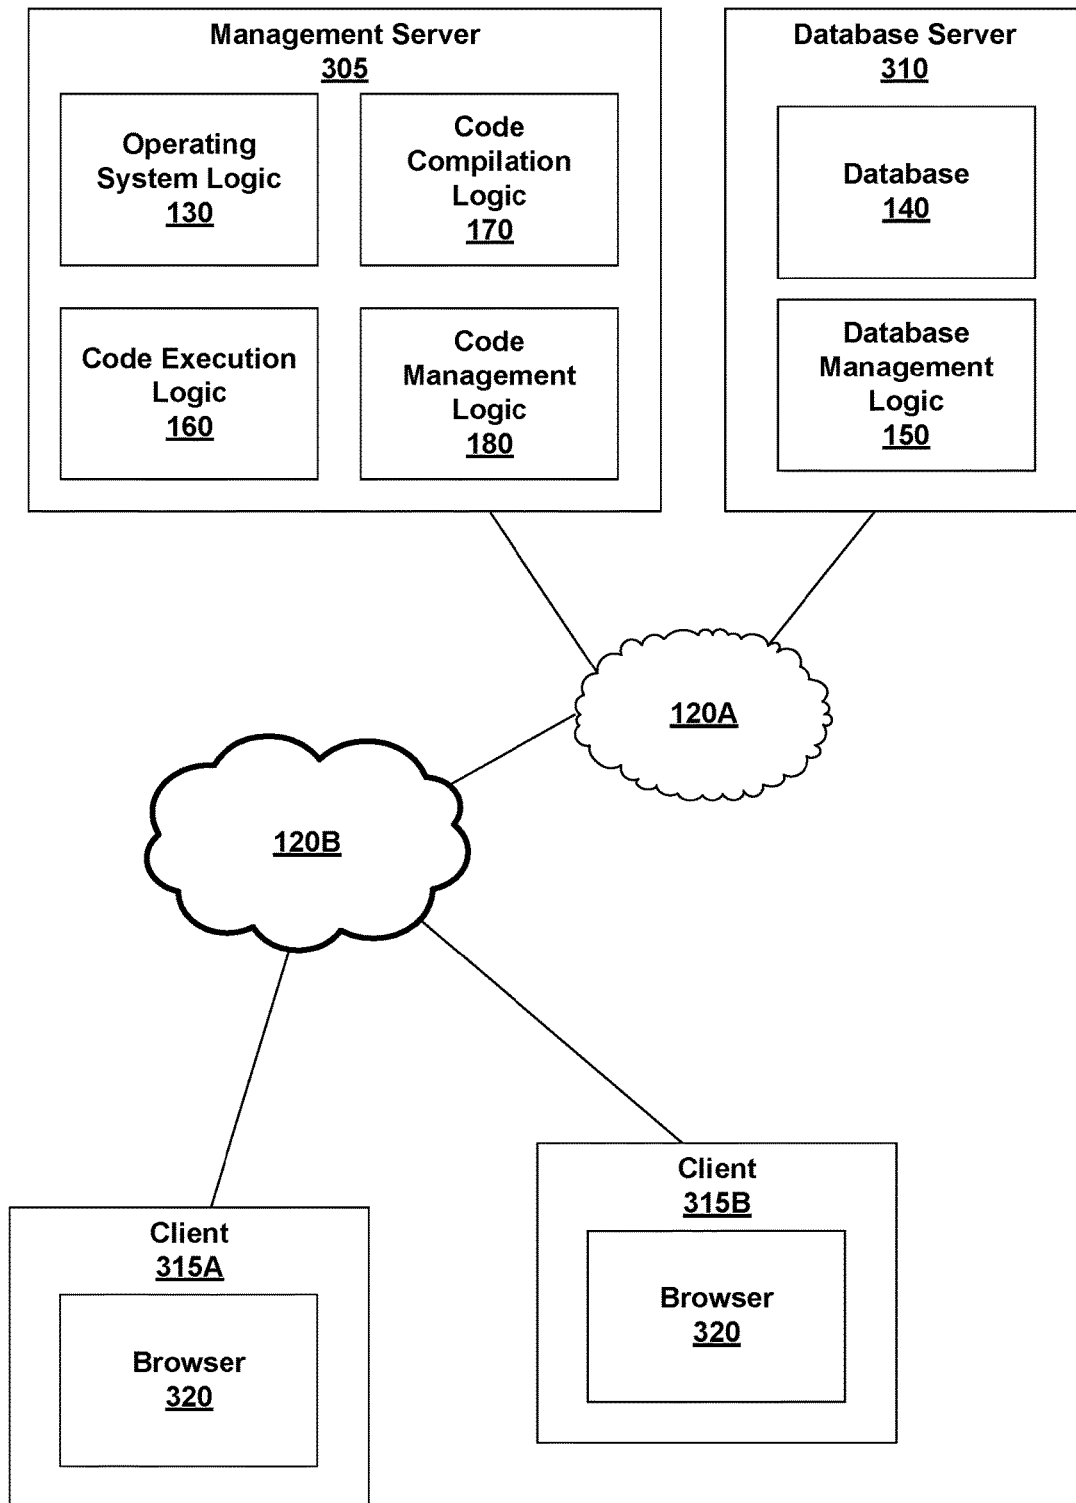 Management Server
305
Operating
System Logic
130
Code
Compilation
Logic
170
Code Execution
Logic
160
Code
Management
Logic
180
Database Server
310
Database
140
Database
Management
Logic
150
120A
120B
Client
315A
Browser
320
Client
315B
Browser
320